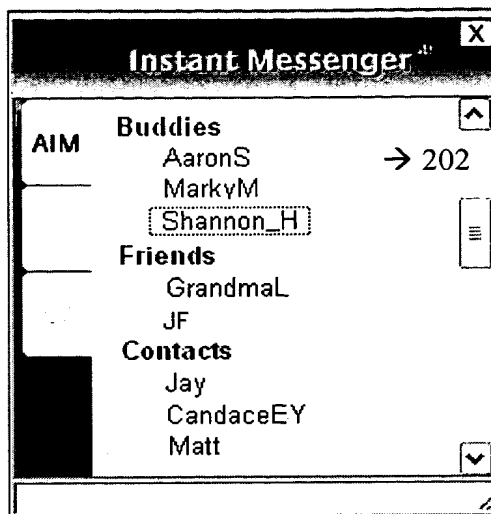 X
Instant Messenger
AIM
Buddies
AaronS → 202
MarkyM
Shannon_H
Friends
GrandmaL
JF
Contacts
Jay
CandaceEY
Matt